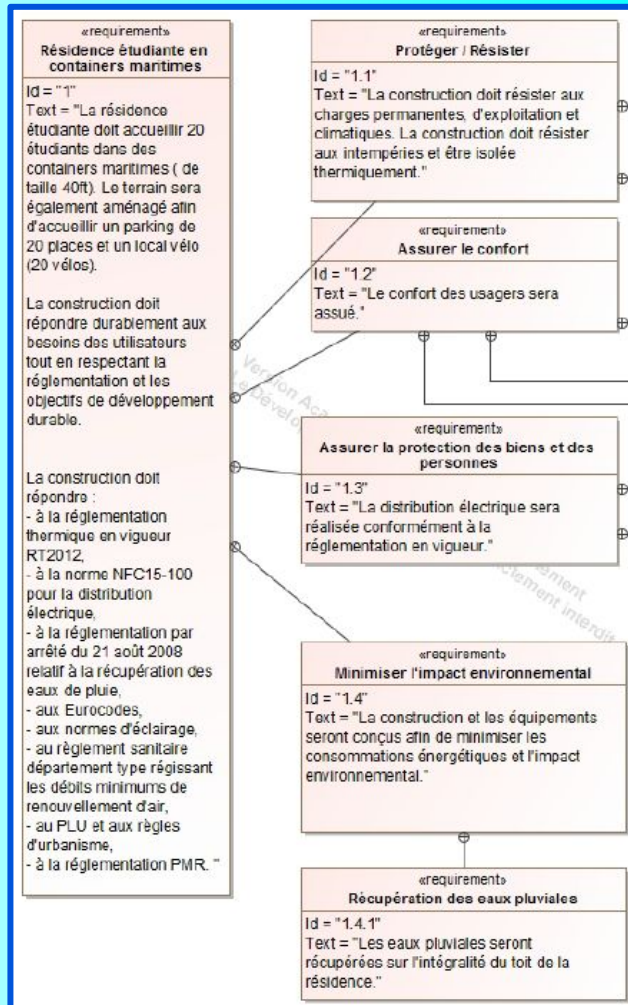 «requirement»
Résidence étudiante en
containers maritimes
Id = "1"
Text = "La résidence
étudiante doit accueillir 20
étudiants dans des
containers maritimes ( de
taille 40ft). Le terrain sera
également aménagé afin
d'accueillir un parking de
20 places et un local vélo
(20 vélos).
La construction doit
répondre durablement aux
besoins des utilisateurs
tout en respectant la
réglementation et les
objectifs de développement
durable.
La construction doit
répondre :
- à la réglementation
thermique en vigueur
RT2012,
- à la norme NFC15-100
pour la distribution
électrique,
- à la réglementation par
arrêté du 21 août 2008
relatif à la récupération des
eaux de pluie,
- aux Eurocodes,
- aux normes d'éclairage,
- au règlement sanitaire
département type régissant
les débits minimums de
renouvellement d'air,
- au PLU et aux règles
d'urbanisme,
- à la réglementation PMR. "
«requirement»
Protéger / Résister
Id = "1.1"
Text = "La construction doit résister aux
charges permanentes, d'exploitation et
climatiques. La construction doit résister
aux intempéries et être isolée
thermiquement."
«requirement»
Assurer le confort
Id = "1.2"
Text = "Le confort des usagers sera
assué."
Version
Le
«requirement»
Assurer la protection des biens et des
personnes
Id = "1.3"
Text = "La distribution électrique sera
réalisée conformément à la
réglementation en vigueur."
interdit
«requirement»
Minimiser l'impact environnemental
Id = "1.4"
Text = "La construction et les équipements
seront conçus afin de minimiser les
consommations énergétiques et l'impact
environnemental."
«requirement»
Récupération des eaux pluviales
Id = "1.4.1"
Text = "Les eaux pluviales seront
récupérées sur l'intégralité du toit de la
résidence."